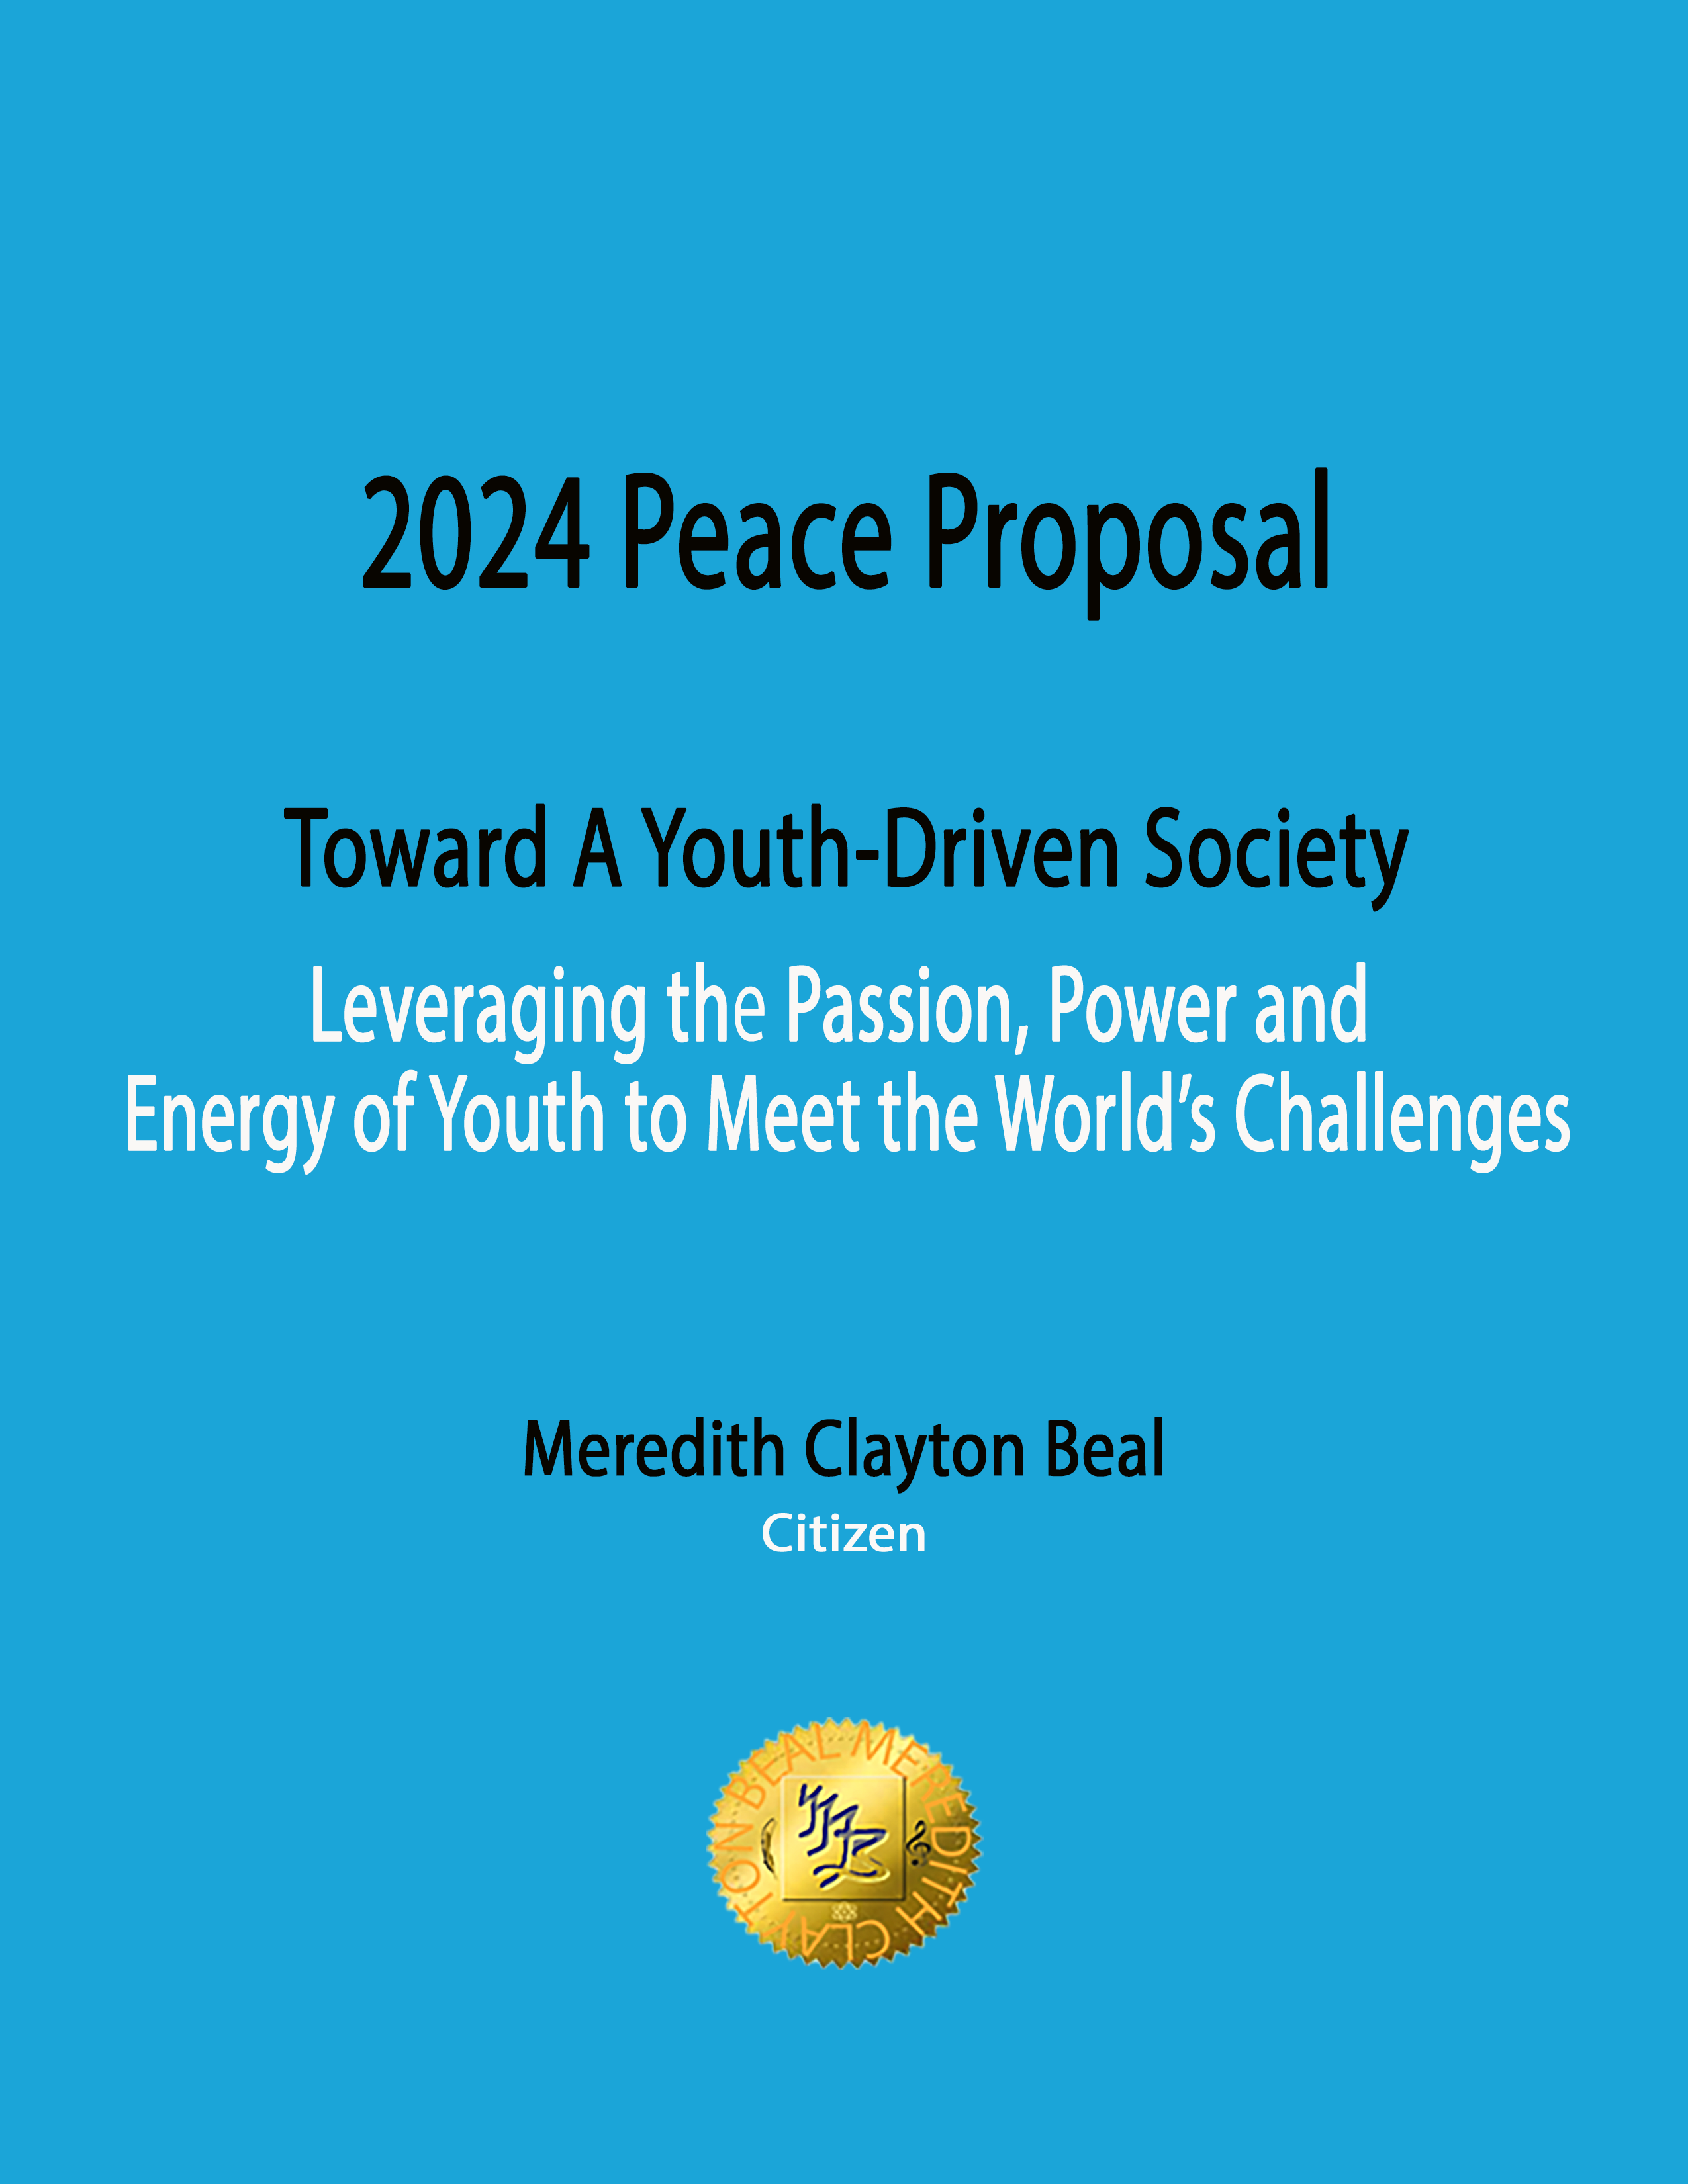 2024 Peace Proposal
Toward A Youth-Driven Society
Leveraging the Passion, Power and
Energy of Youth to Meet the World’s Challenges
Meredith Clayton Beal
Citizen
MEREDITH CLAYTON BEAL